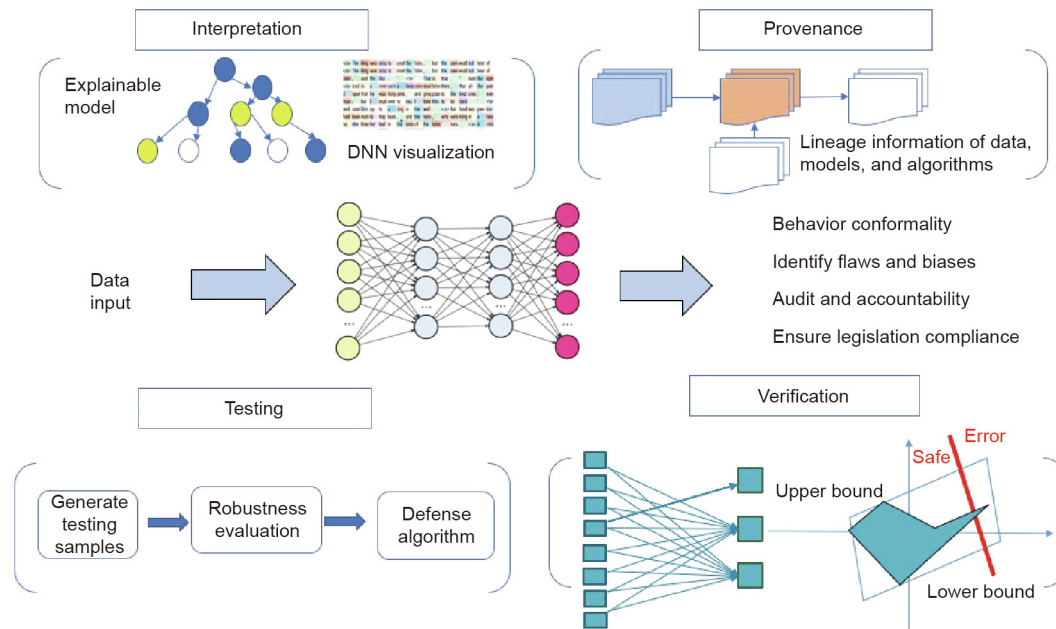 Interpretation
Provenance
Explainable
model
DNN visualization
Lineage information of data,
models, and algorithms
Data
input
...
...
...
...
Behavior conformality
Identify flaws and biases
Audit and accountability
Ensure legislation compliance
Testing
Verification
Generate
testing
samples
Robustness
evaluation
Defense
algorithm
Upper bound
Safe
Error
Lower bound